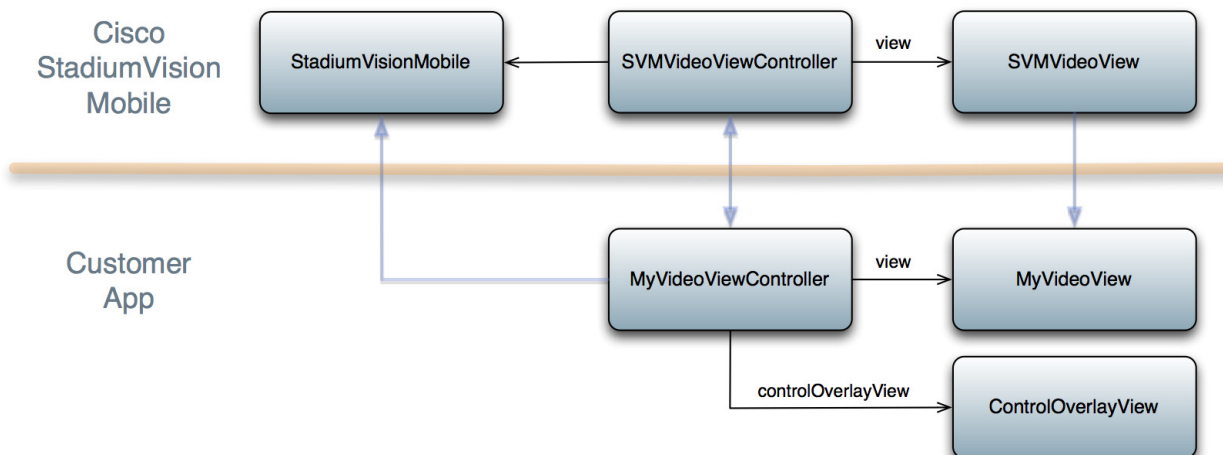 Cisco
StadiumVision
Mobile
StadiumVisionMobile
SVMVideoViewController
view
SVMVideoView
Customer
App
MyVideoViewController
view
MyVideoView
controlOverlayView
ControlOverlayView